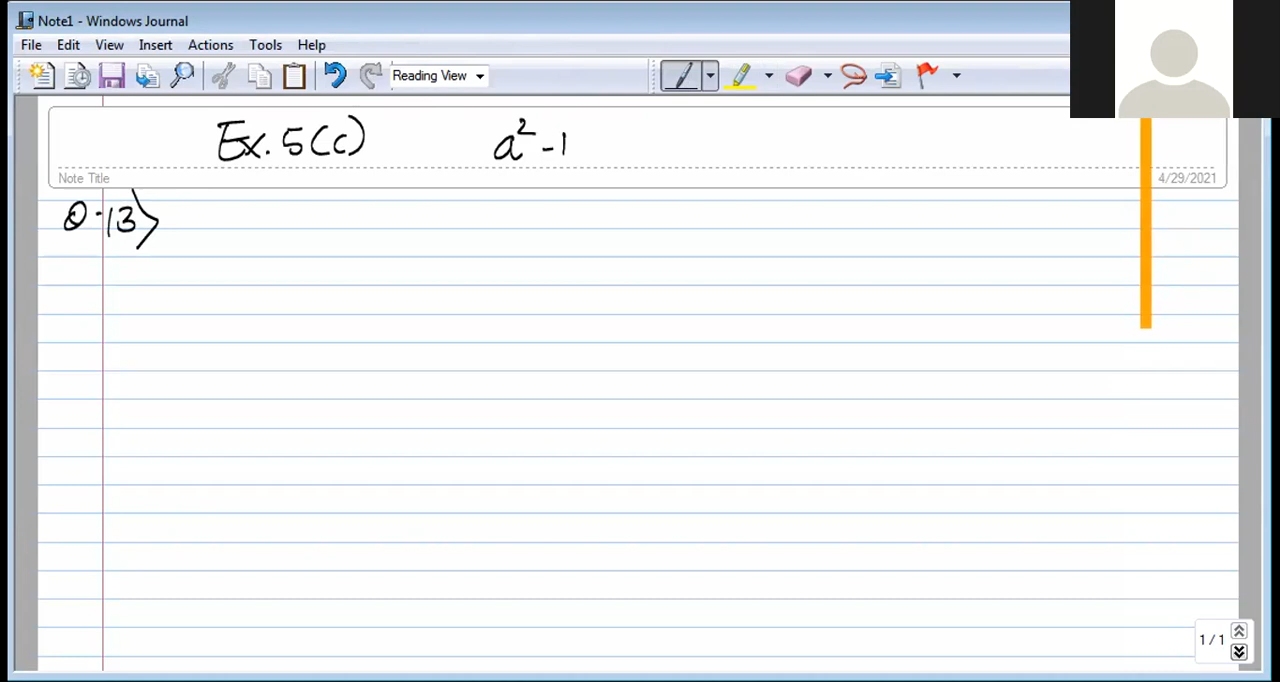 Note1 - Windows Journal
File Edit View Insert Actions Tools Help
Reading View
Ex. 5(c) a² - 1
Note Title 4/29/2021
Q.13)
1 / 1